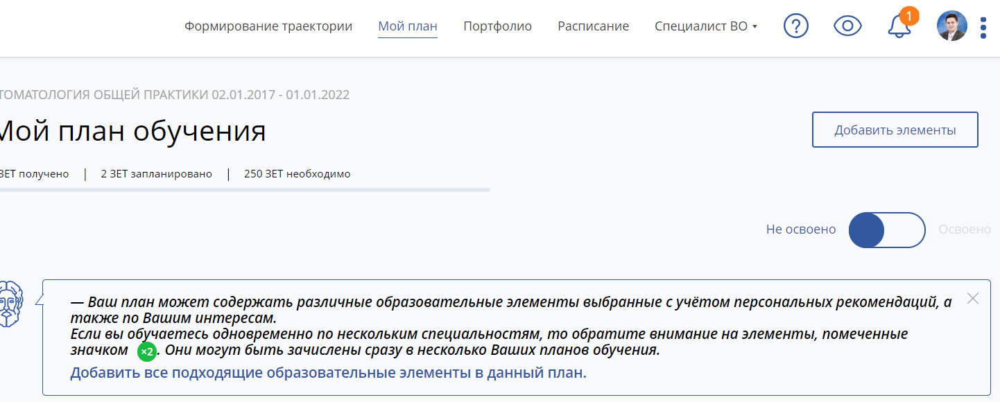 Формирование траектории Мой план Портфолио Расписание Специалист ВО ▾ ? 1
ТОМАТОЛОГИЯ ОБЩЕЙ ПРАКТИКИ 02.01.2017 - 01.01.2022
Мой план обучения
Добавить элементы
ЗЕТ получено | 2 ЗЕТ запланировано | 250 ЗЕТ необходимо
Не освоено Освоено
— Ваш план может содержать различные образовательные элементы выбранные с учётом персональных рекомендаций, а
также по Вашим интересам.
Если вы обучаетесь одновременно по нескольким специальностям, то обратите внимание на элементы, помеченные
значком ×2. Они могут быть зачислены сразу в несколько Ваших планов обучения.
Добавить все подходящие образовательные элементы в данный план.